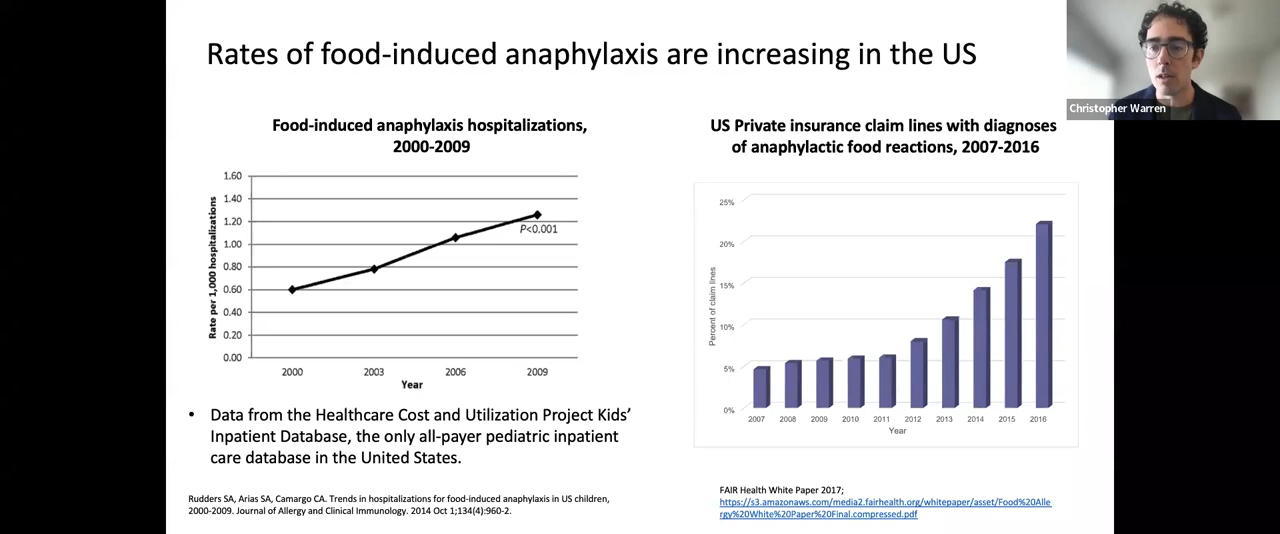 Rates of food-induced anaphylaxis are increasing in the US
Christopher Warren
Food-induced anaphylaxis hospitalizations,
2000-2009
Rate per 1,000 hospitalizations
1.60
1.40
1.20
1.00
0.80
0.60
0.40
0.20
0.00
P<0.001
2000 2003 2006 2009
Year
• Data from the Healthcare Cost and Utilization Project Kids’
Inpatient Database, the only all-payer pediatric inpatient
care database in the United States.
Rudders SA, Arias SA, Camargo CA. Trends in hospitalizations for food-induced anaphylaxis in US children,
2000-2009. Journal of Allergy and Clinical Immunology. 2014 Oct 1;134(4):960-2.
US Private insurance claim lines with diagnoses
of anaphylactic food reactions, 2007-2016
Percent of claim lines
25%
20%
15%
10%
5%
0%
2007 2008 2009 2010 2011 2012 2013 2014 2015 2016
Year
FAIR Health White Paper 2017;
https://s3.amazonaws.com/media2.fairhealth.org/whitepaper/asset/Food%20Alle
rgy%20White%20Paper%20Final.compressed.pdf